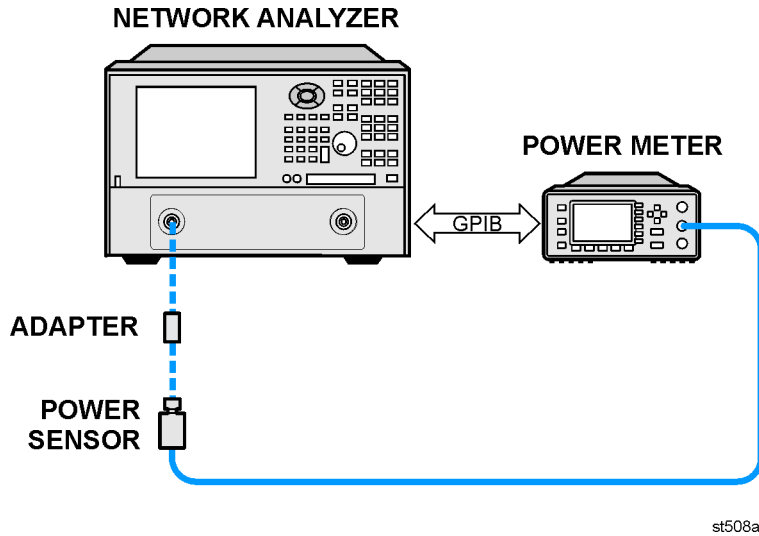 NETWORK ANALYZER
POWER METER
GPIB
ADAPTER
POWER
SENSOR
st508a